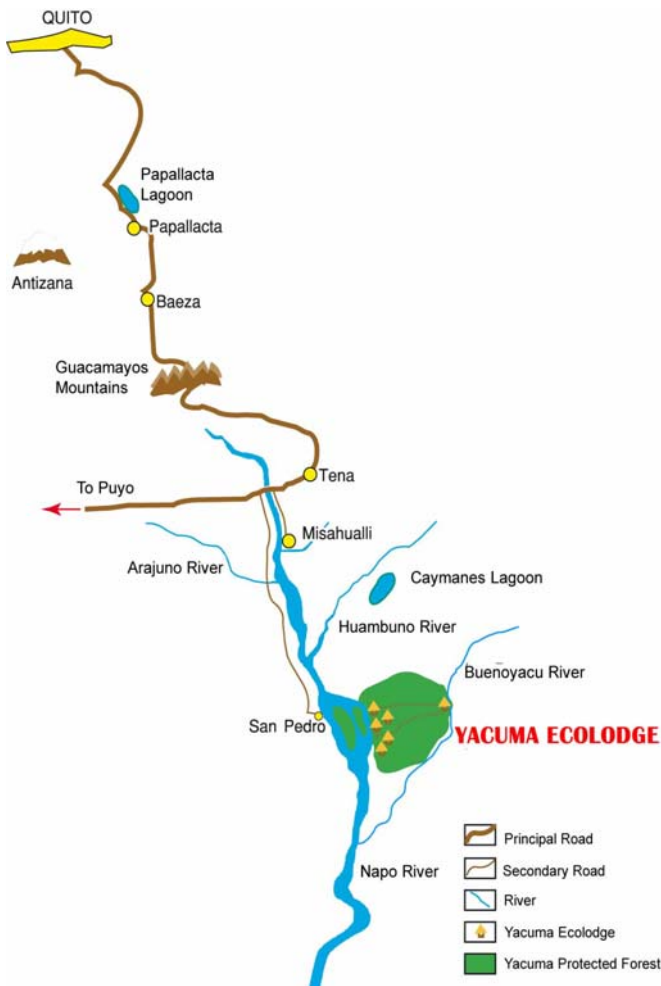 QUITO
Papallacta
Lagoon
Papallacta
Antizana
Baeza
Guacamayos
Mountains
Tena
To Puyo
Misahualli
Arajuno River
Caymanes Lagoon
Huambuno River
Bueñoyacu River
San Pedro
YACUMA ECOLODGE
Napo River
Principal Road
Secondary Road
River
Yacuma Ecolodge
Yacuma Protected Forest